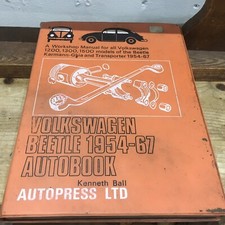 A Workshop Manual for all Volkswagen
1200, 1300, 1500 models of the Beetle
Karmann-Ghia and Transporter 1954-67
VOLKSWAGEN
BEETLE 1954-67
AUTOBOOK
Kenneth Ball
AUTOPRESS LTD